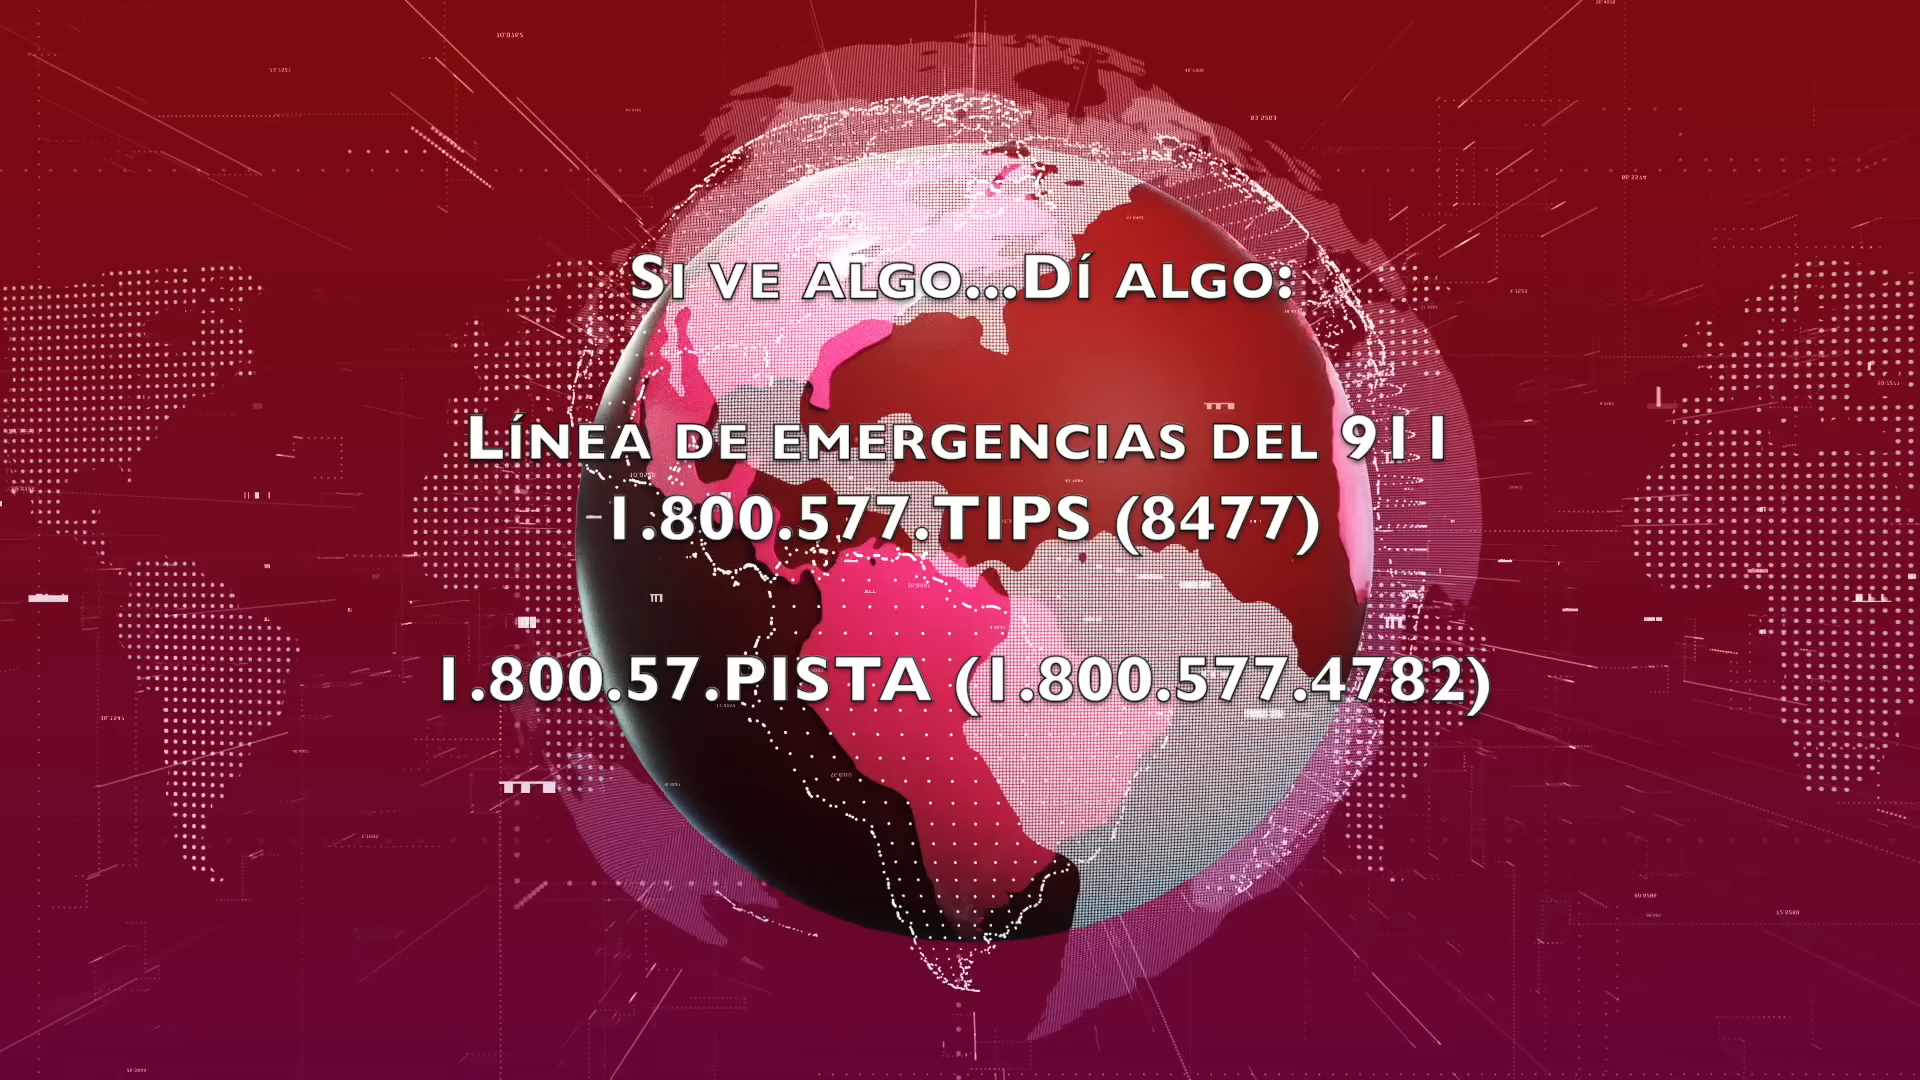 Si ve algo...Dí algo:
Línea de emergencias del 911
1.800.577.TIPS (8477)
1.800.57.PISTA (1.800.577.4782)